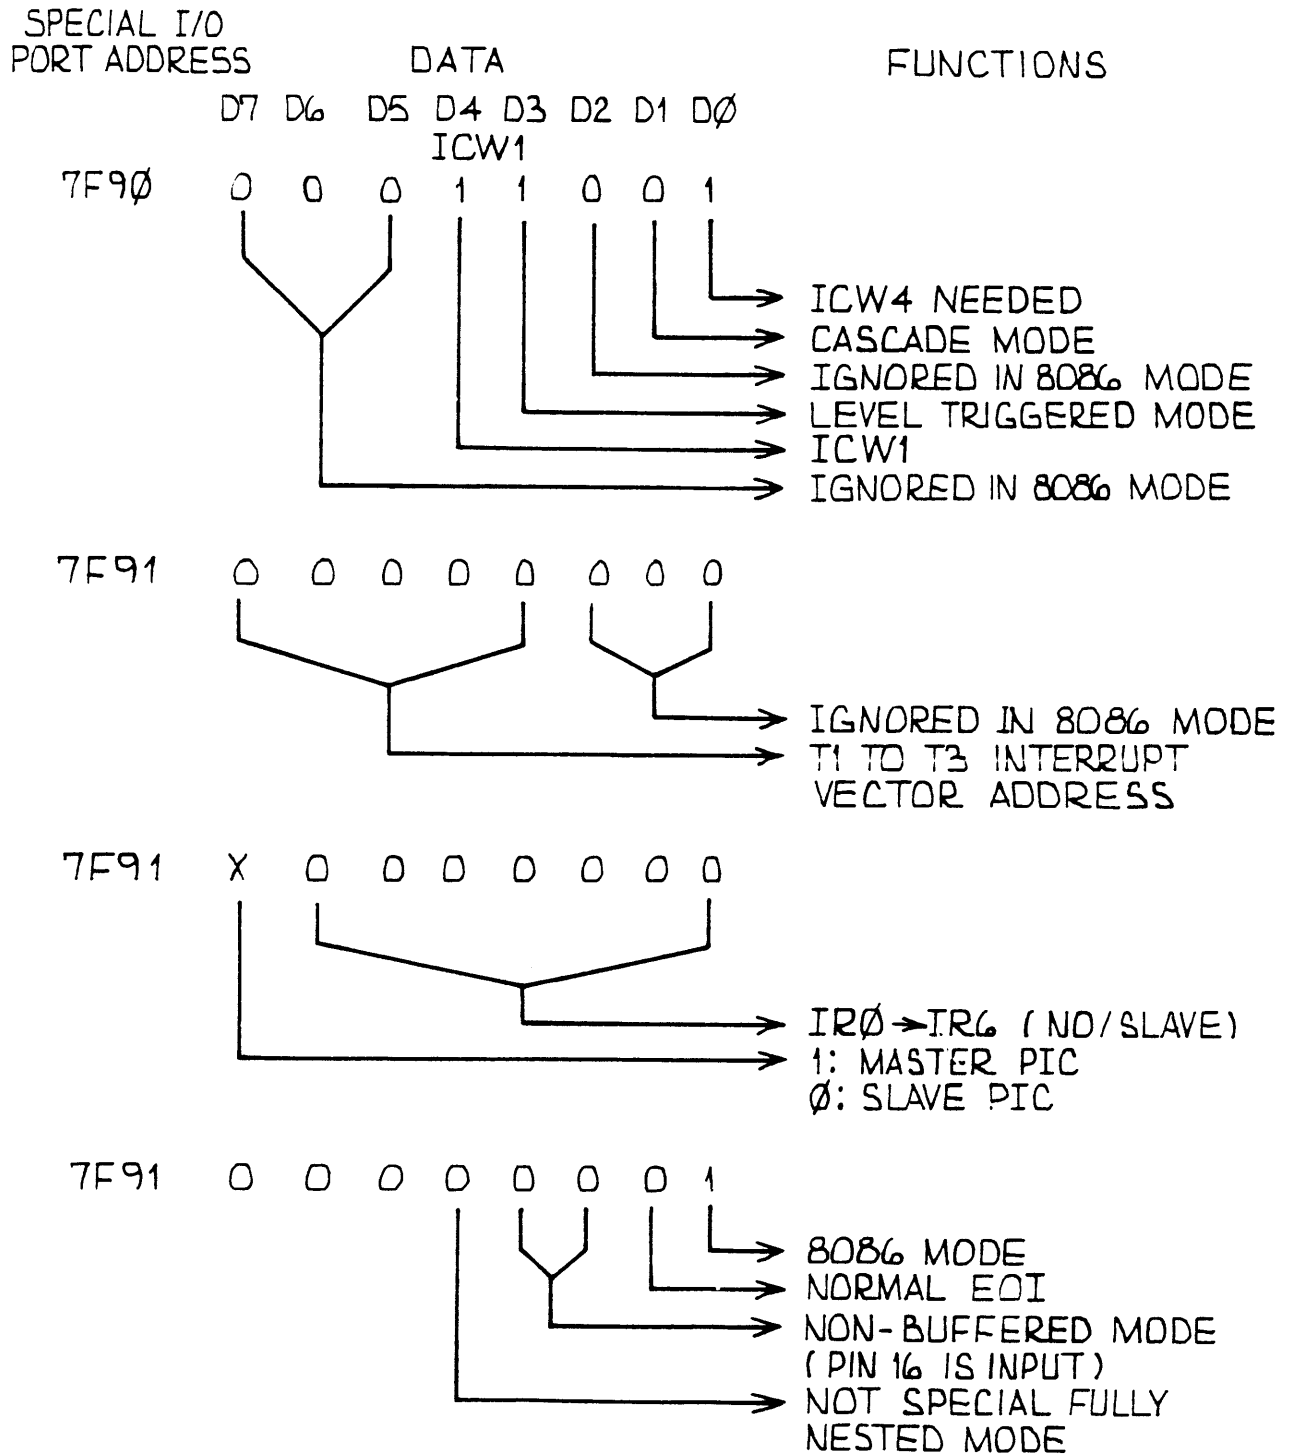 SPECIAL I/O
PORT ADDRESS DATA FUNCTIONS
D7 D6 D5 D4 D3 D2 D1 DØ
ICW1
7F9Ø 0 0 0 1 1 0 0 1
ICW4 NEEDED
CASCADE MODE
IGNORED IN 8086 MODE
LEVEL TRIGGERED MODE
ICW1
IGNORED IN 8086 MODE
7F91 0 0 0 0 0 0 0 0
IGNORED IN 8086 MODE
T1 TO T3 INTERRUPT
VECTOR ADDRESS
7F91 X 0 0 0 0 0 0 0
IRØ→IR6 (NO/SLAVE)
1: MASTER PIC
Ø: SLAVE PIC
7F91 0 0 0 0 0 0 0 1
8086 MODE
NORMAL EOI
NON-BUFFERED MODE
(PIN 16 IS INPUT)
NOT SPECIAL FULLY
NESTED MODE